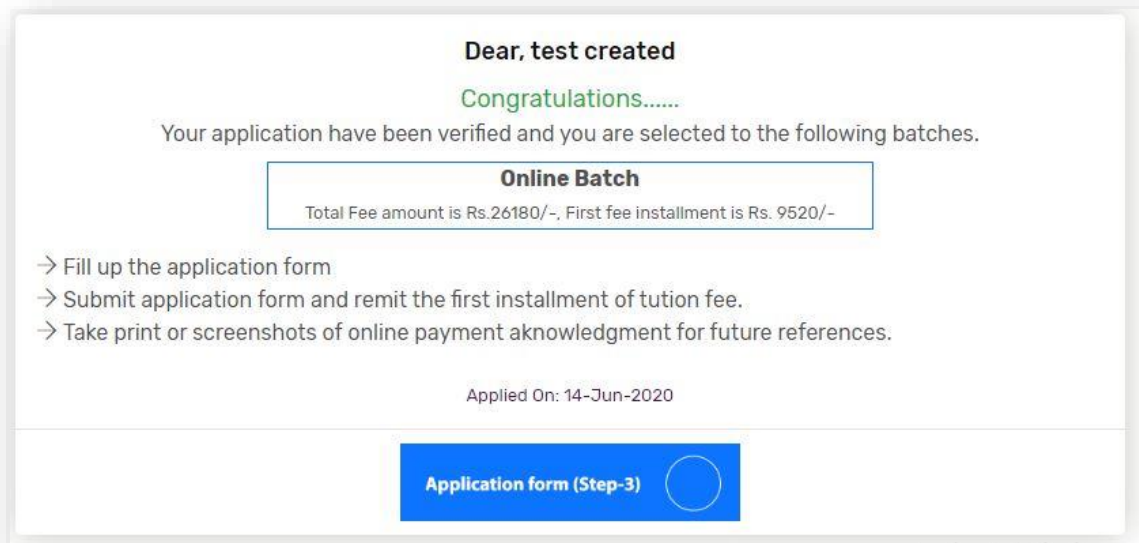 Dear, test created
Congratulations......
Your application have been verified and you are selected to the following batches.
Online Batch
Total Fee amount is Rs.26180/-, First fee installment is Rs. 9520/-
→ Fill up the application form
→ Submit application form and remit the first installment of tution fee.
→ Take print or screenshots of online payment aknowledgment for future references.
Applied On: 14-Jun-2020
Application form (Step-3)